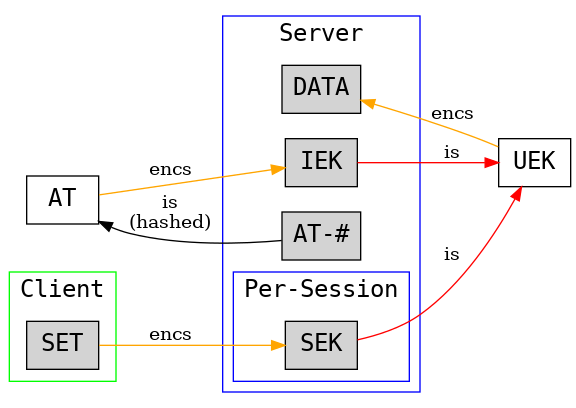 Server
DATA
encs
IEK
is
UEK
encs
AT
is
(hashed)
AT-#
Client
Per-Session
is
SET
encs
SEK